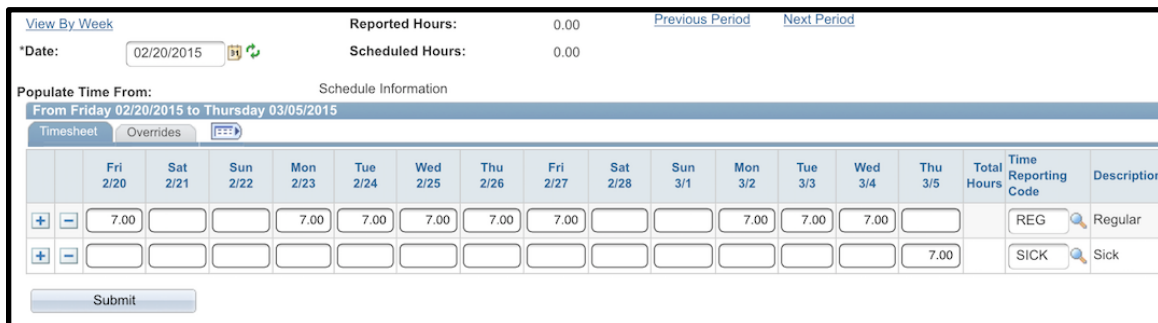 View By Week Reported Hours: 0.00 Previous Period Next Period
*Date: 02/20/2015 31 Scheduled Hours: 0.00
Populate Time From: Schedule Information
From Friday 02/20/2015 to Thursday 03/05/2015
Timesheet Overrides
Fri 2/20 Sat 2/21 Sun 2/22 Mon 2/23 Tue 2/24 Wed 2/25 Thu 2/26 Fri 2/27 Sat 2/28 Sun 3/1 Mon 3/2 Tue 3/3 Wed 3/4 Thu 3/5 Total Hours Time Reporting Code Description
7.00 7.00 7.00 7.00 7.00 7.00 7.00 7.00 7.00 REG Regular
7.00 SICK Sick
Submit